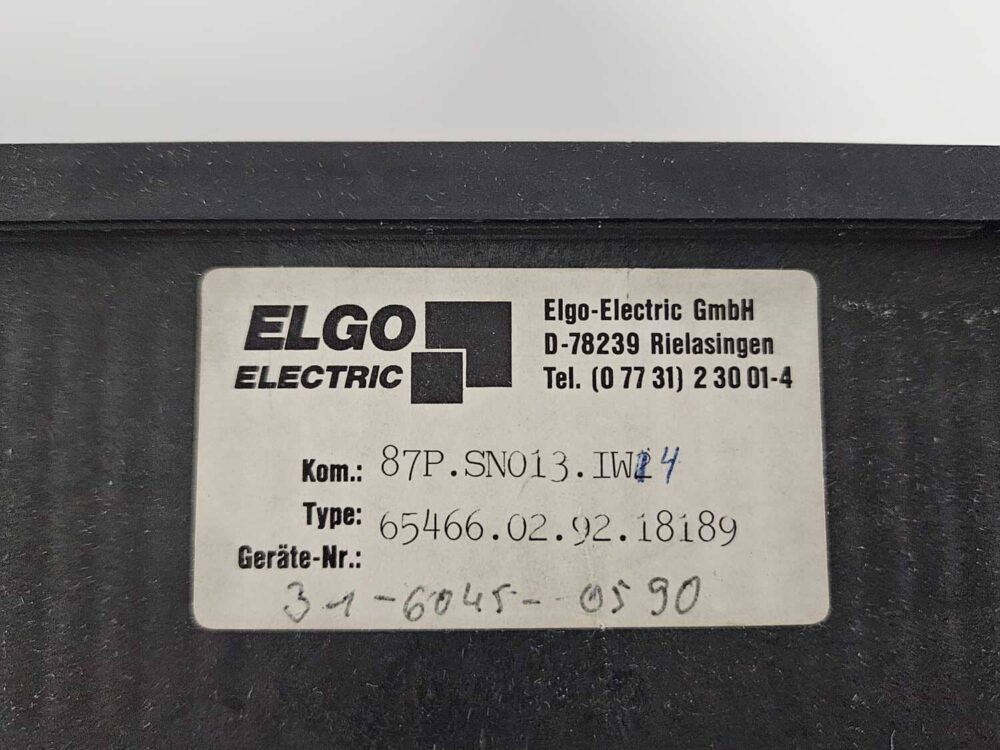 ELGO
ELECTRIC
Elgo-Electric GmbH
D-78239 Rielasingen
Tel. (0 77 31) 2 30 01-4
Kom.: 87P.SN013.IW14
Type: 65466.02.92.18189
Geräte-Nr.:
31-6045-0590